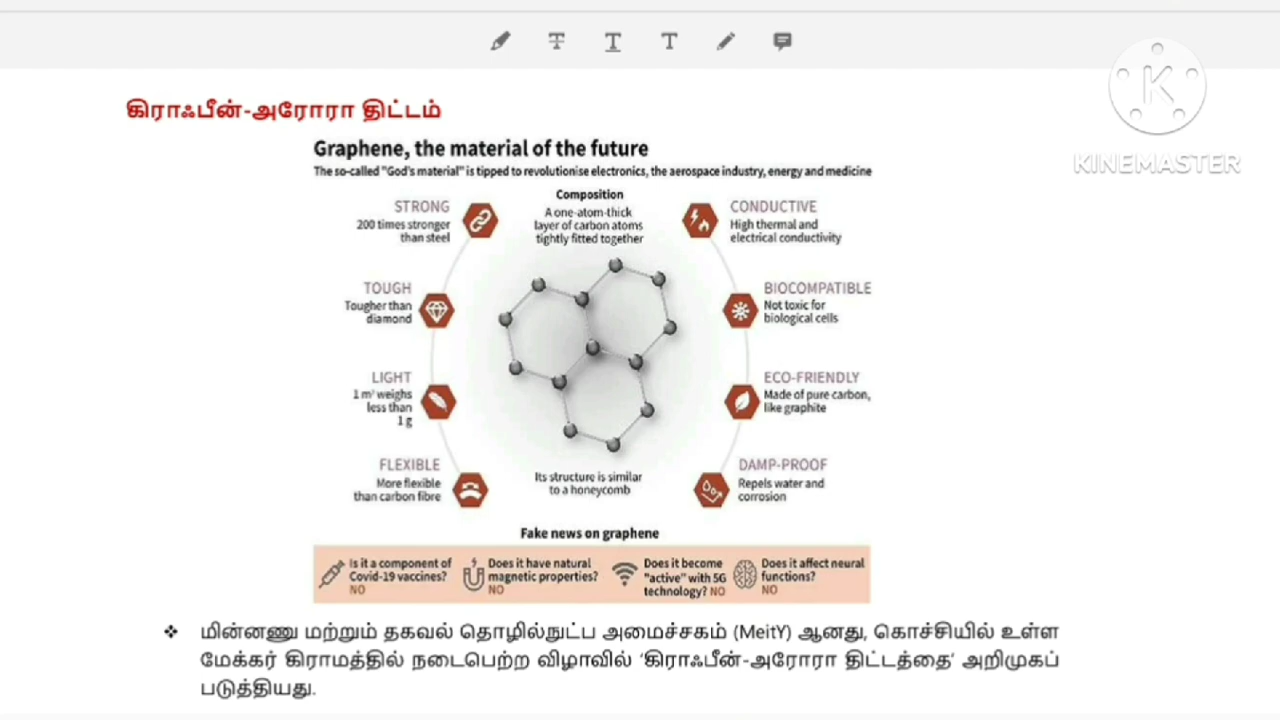 KINEMASTER
கிராஃபீன்-அரோரா திட்டம்
Graphene, the material of the future
The so-called "God's material" is tipped to revolutionise electronics, the aerospace industry, energy and medicine
Composition
A one-atom-thick
layer of carbon atoms
tightly fitted together
STRONG
200 times stronger
than steel
TOUGH
Tougher than
diamond
LIGHT
1 m² weighs
less than
1 g
FLEXIBLE
More flexible
than carbon fibre
CONDUCTIVE
High thermal and
electrical conductivity
BIOCOMPATIBLE
Not toxic for
biological cells
ECO-FRIENDLY
Made of pure carbon,
like graphite
DAMP-PROOF
Repels water and
corrosion
Its structure is similar
to a honeycomb
Fake news on graphene
Is it a component of
Covid-19 vaccines?
NO
Does it have natural
magnetic properties?
NO
Does it become
"active" with 5G
technology? NO
Does it affect neural
functions?
NO
❖ மின்னணு மற்றும் தகவல் தொழில்நுட்ப அமைச்சகம் (MeitY) ஆனது, கொச்சியில் உள்ள
மேக்கர் கிராமத்தில் நடைபெற்ற விழாவில் 'கிராஃபீன்-அரோரா திட்டத்தை' அறிமுகப்
படுத்தியது.